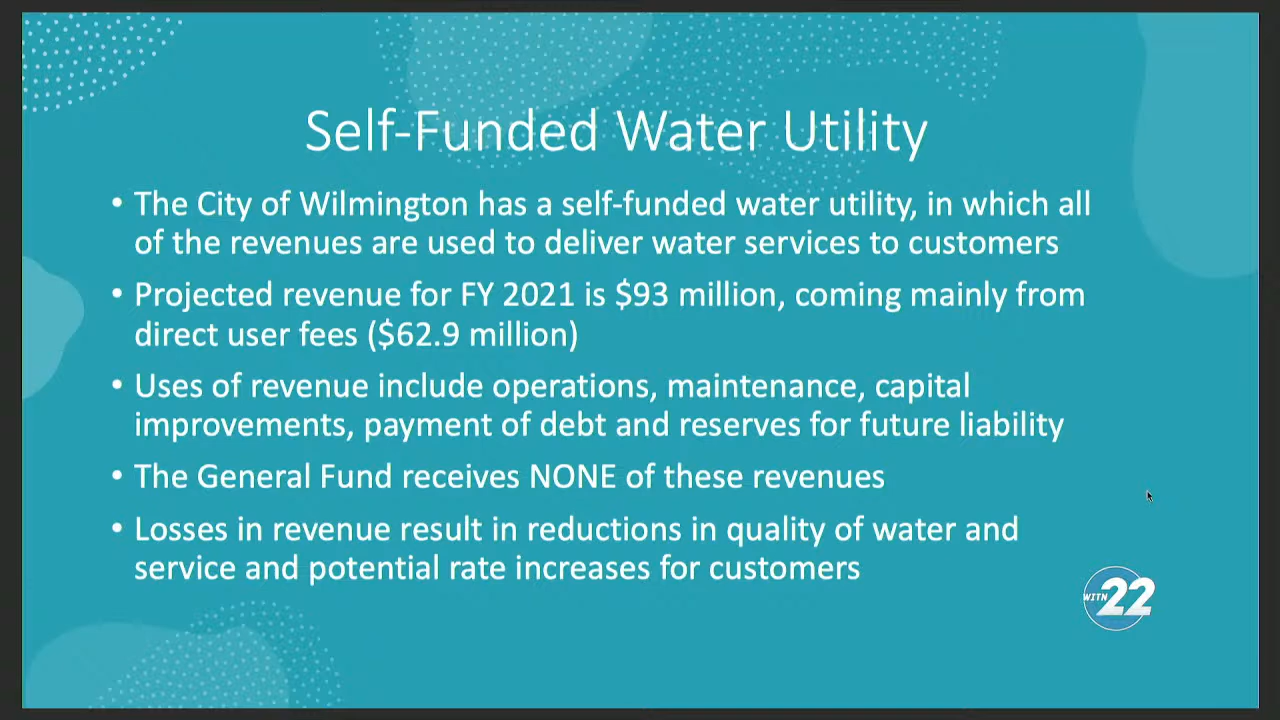 Self-Funded Water Utility
• The City of Wilmington has a self-funded water utility, in which all
of the revenues are used to deliver water services to customers
• Projected revenue for FY 2021 is $93 million, coming mainly from
direct user fees ($62.9 million)
• Uses of revenue include operations, maintenance, capital
improvements, payment of debt and reserves for future liability
• The General Fund receives NONE of these revenues
• Losses in revenue result in reductions in quality of water and
service and potential rate increases for customers
WITN 22